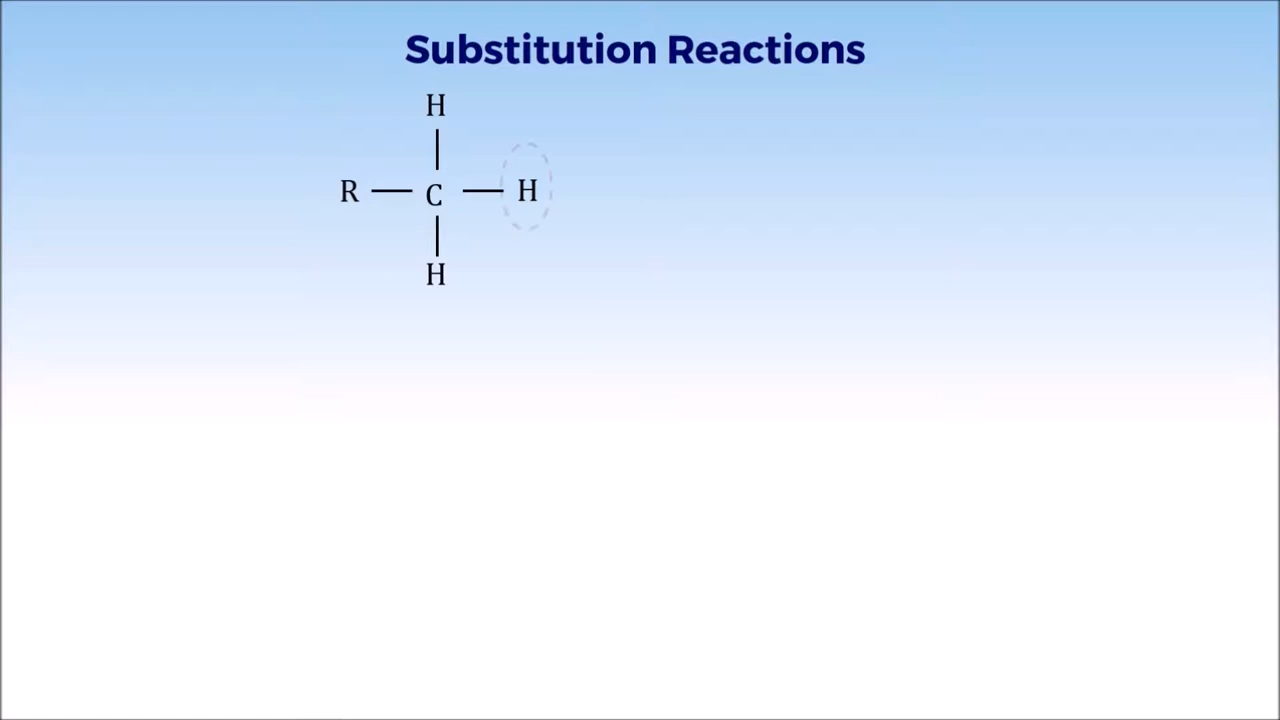 Substitution Reactions
H
R — C — H
H